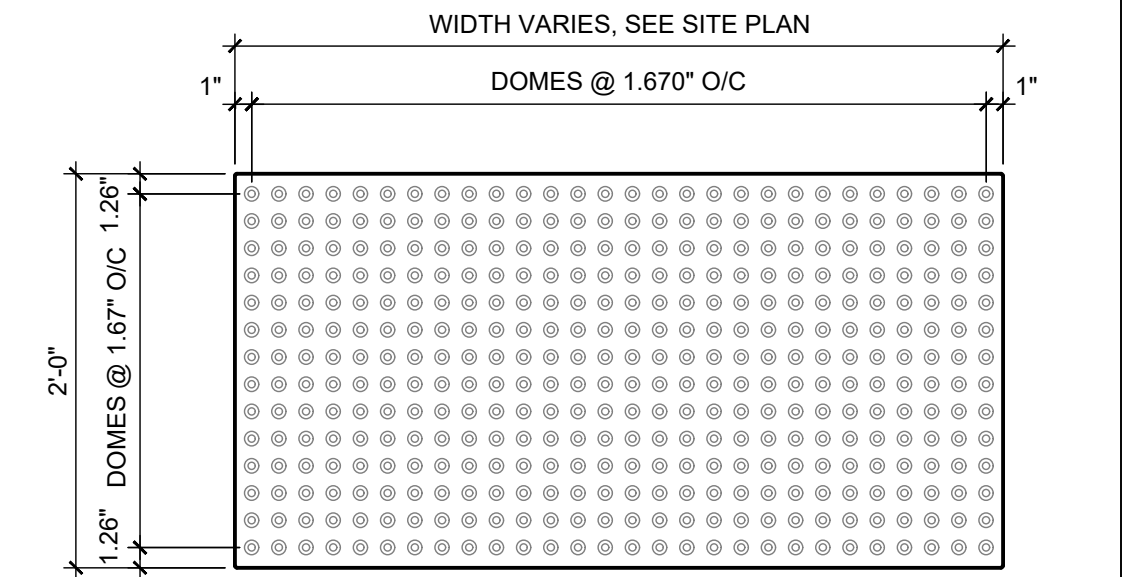 WIDTH VARIES, SEE SITE PLAN
1"
DOMES @ 1.670" O/C
1"
1.26"
DOMES @ 1.67" O/C
2'-0"
1.26"